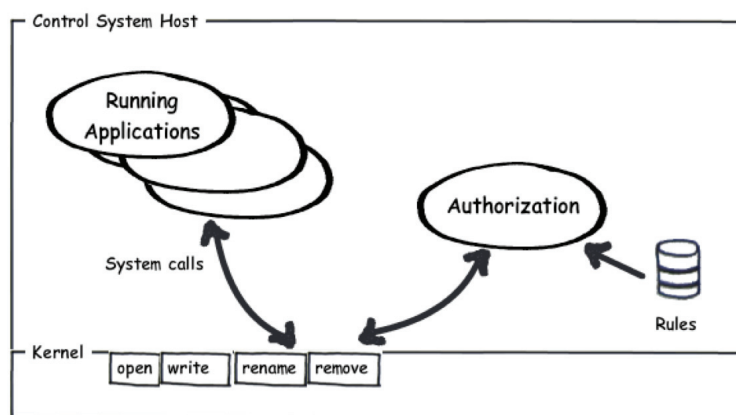 Control System Host
Running
Applications
Authorization
System calls
Rules
Kernel
open write rename remove